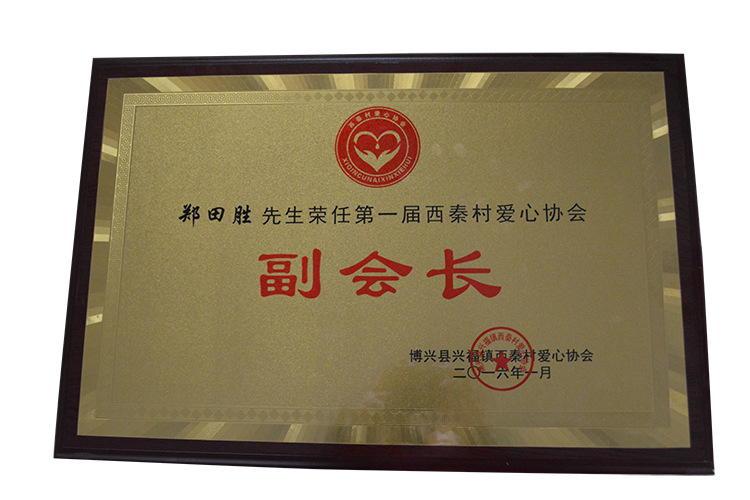 西秦村爱心协会
XIQINCUNAIXINXIEHUI
郑田胜 先生荣任第一届西秦村爱心协会
副会长
博兴县兴福镇西秦村爱心协会
二〇一六年一月